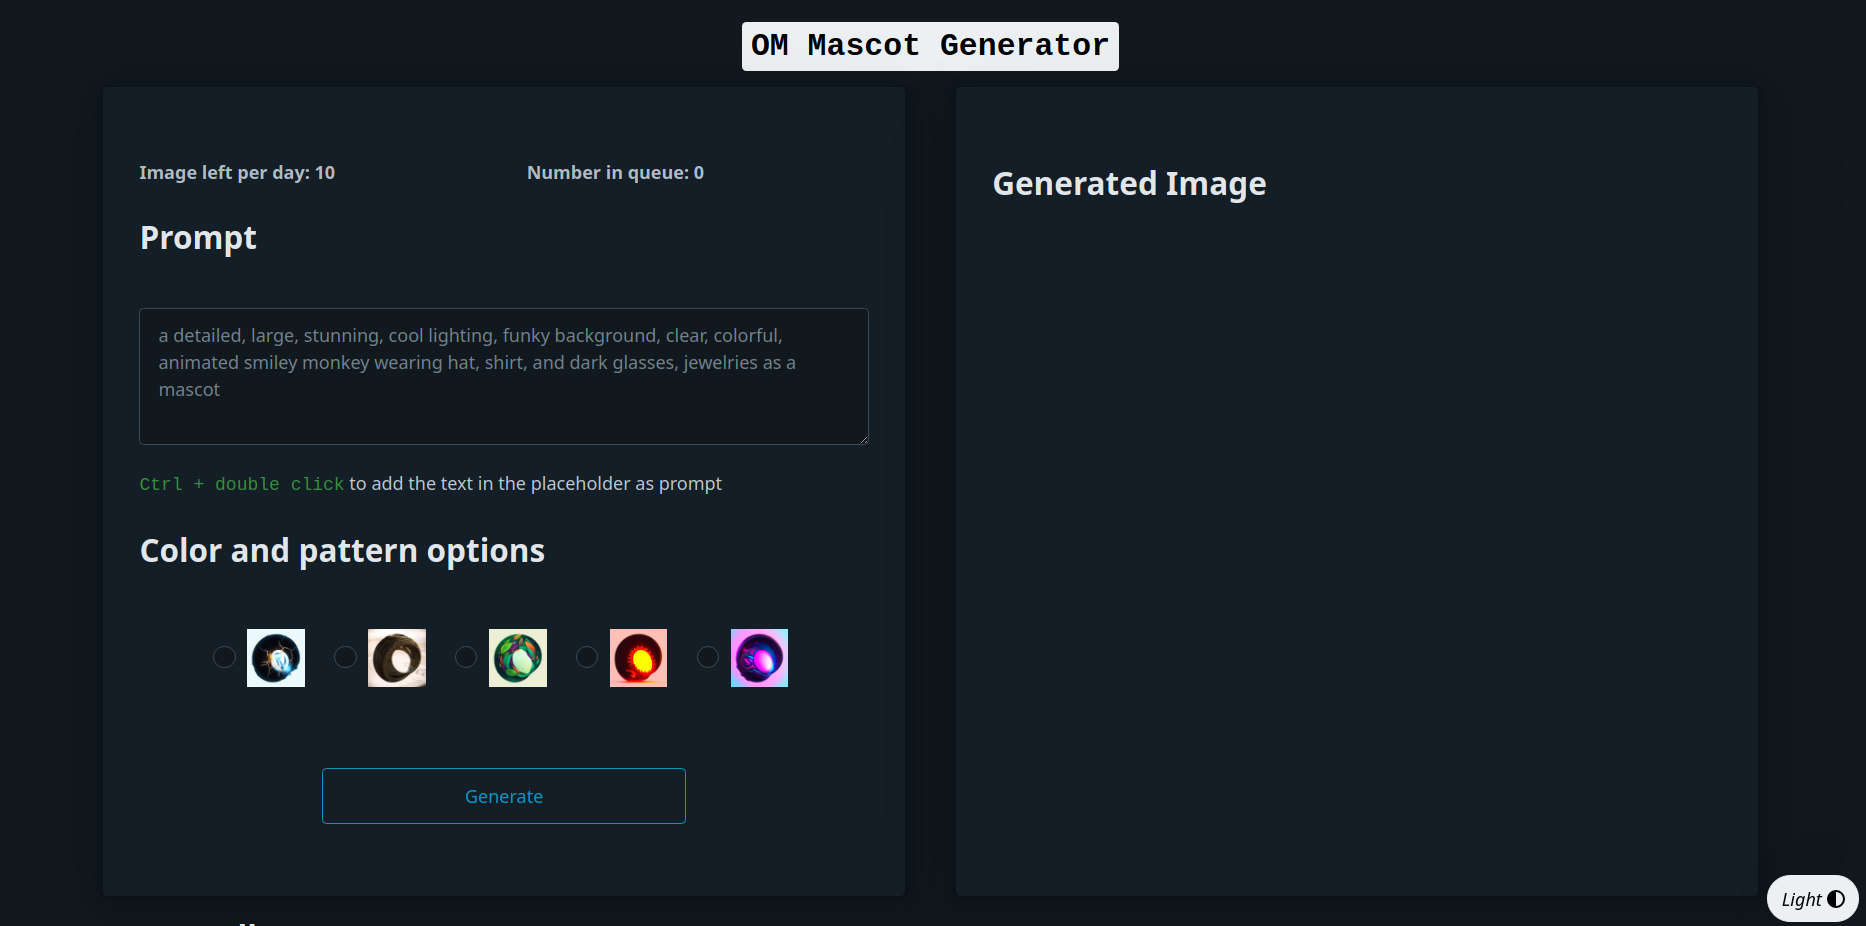 OM Mascot Generator
Image left per day: 10
Number in queue: 0
Prompt
a detailed, large, stunning, cool lighting, funky background, clear, colorful,
animated smiley monkey wearing hat, shirt, and dark glasses, jewelries as a
mascot
Ctrl + double click to add the text in the placeholder as prompt
Color and pattern options
Generate
Generated Image
Light